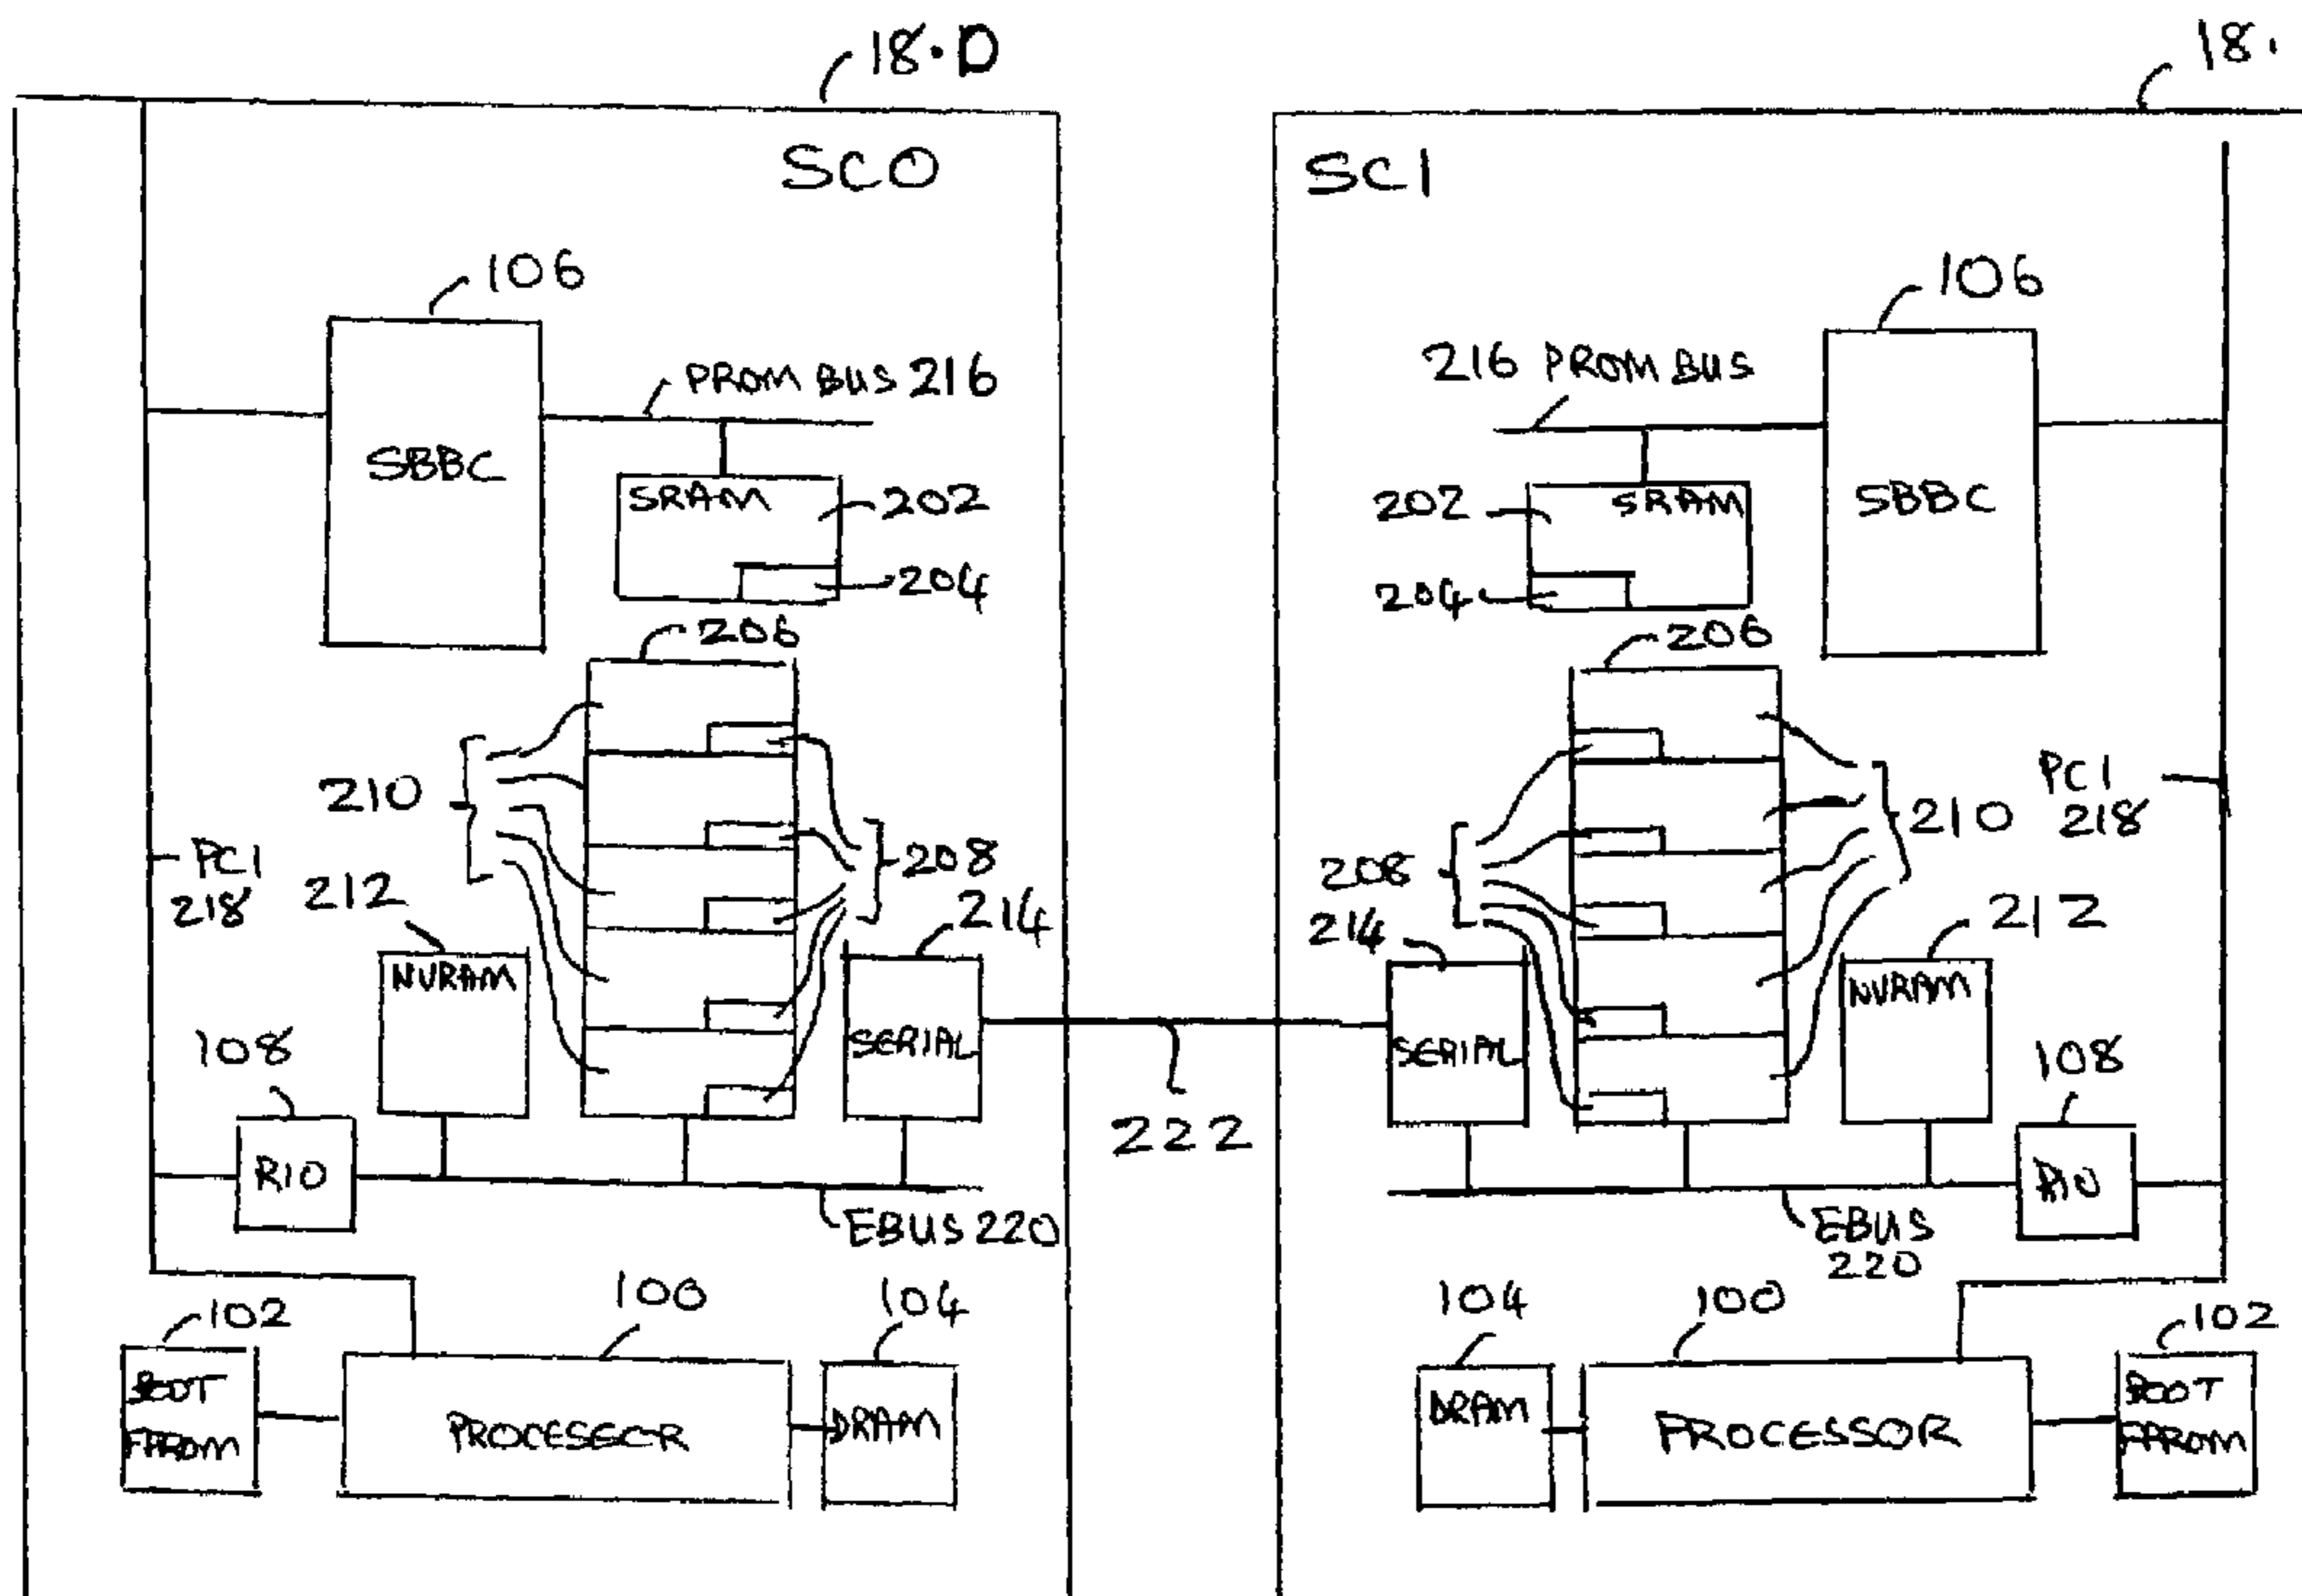 18.0
18.
SC0
SC1
106
106
PROM BUS 216
216 PROM BUS
SBBC
SRAM
202
204
202
SRAM
204
SBBC
206
206
210
208
PCI
218
212
214
NVRAM
SERIAL
108
RIO
EBUS 220
222
208
214
210
PCI
218
212
SERIAL
NVRAM
108
RIO
EBUS
220
102
100
104
BOOT
FPROM
PROCESSOR
DRAM
104
100
102
DRAM
PROCESSOR
BOOT
FPROM